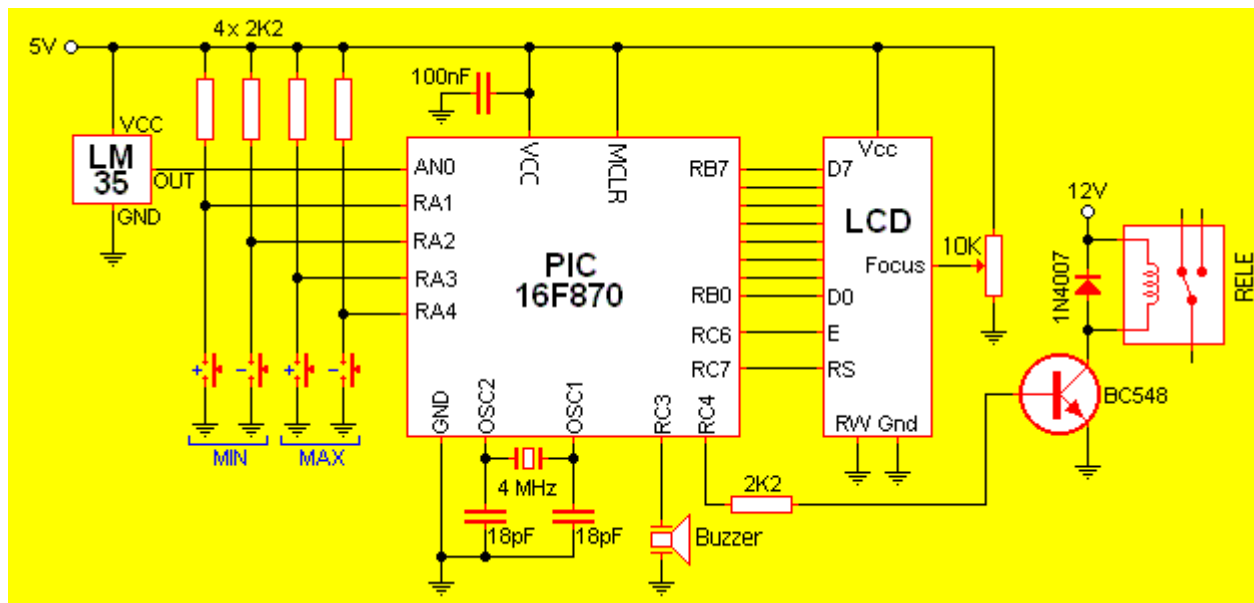 4x 2K2
5V
100nF
VCC
LM
35
OUT
GND
AN0
RA1
RA2
RA3
RA4
VCC
MCLR
PIC
16F870
RB7
RB0
RC6
RC7
GND
OSC2
OSC1
RC3
RC4
Vcc
D7
LCD
Focus
D0
E
RS
RW Gnd
10K
12V
1N4007
RELE
BC548
+
-
+
-
MIN
MAX
4 MHz
18pF
18pF
Buzzer
2K2